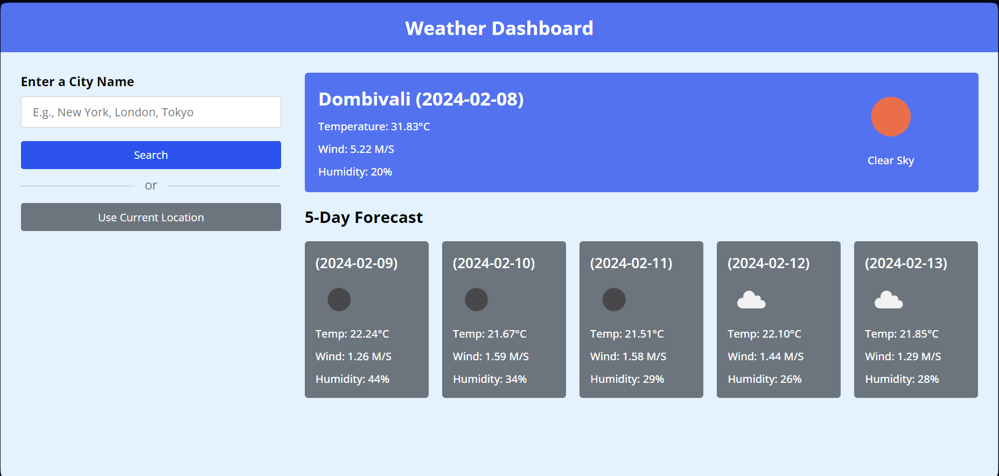 Weather Dashboard
Enter a City Name
E.g., New York, London, Tokyo
Search
or
Use Current Location
Dombivali (2024-02-08)
Temperature: 31.83°C
Wind: 5.22 M/S
Humidity: 20%
Clear Sky
5-Day Forecast
(2024-02-09)
Temp: 22.24°C
Wind: 1.26 M/S
Humidity: 44%
(2024-02-10)
Temp: 21.67°C
Wind: 1.59 M/S
Humidity: 34%
(2024-02-11)
Temp: 21.51°C
Wind: 1.58 M/S
Humidity: 29%
(2024-02-12)
Temp: 22.10°C
Wind: 1.44 M/S
Humidity: 26%
(2024-02-13)
Temp: 21.85°C
Wind: 1.29 M/S
Humidity: 28%